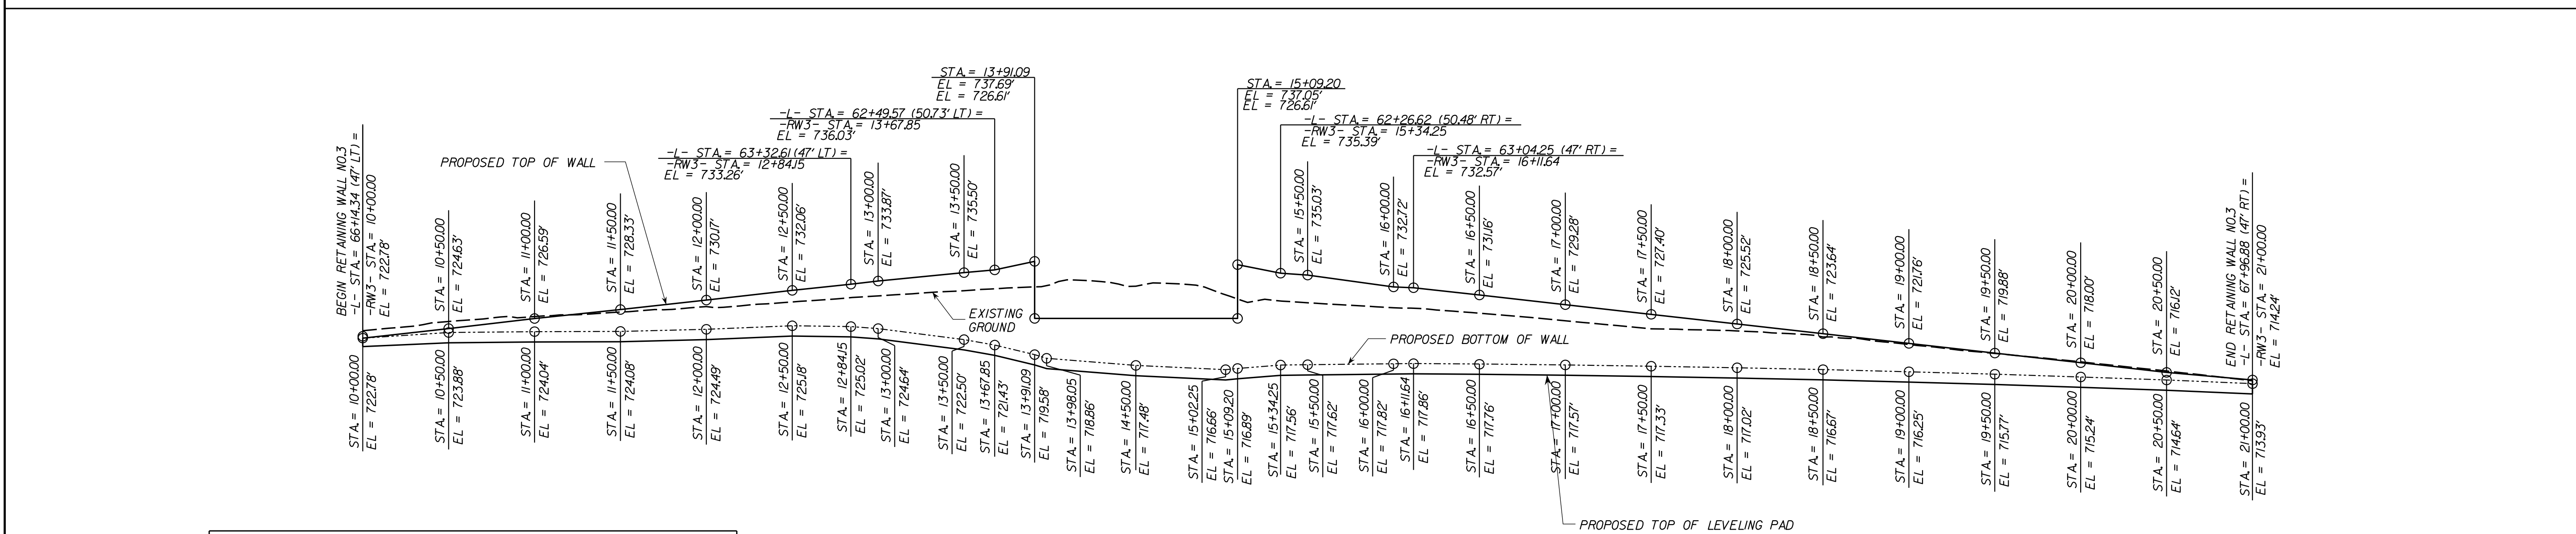 BEGIN RETAINING WALL NO.3
-L- STA.= 66+14.34 (47' LT) =
-RW3- STA.= 10+00.00
EL = 722.78'
STA.= 10+50.00
EL = 724.63'
STA.= 11+00.00
EL = 726.59'
STA.= 11+50.00
EL = 728.33'
PROPOSED TOP OF WALL
STA.= 12+00.00
EL = 730.17'
STA.= 12+50.00
EL = 732.06'
-L- STA.= 63+32.61 (47' LT) =
-RW3- STA.= 12+84.15
EL = 733.26'
STA.= 13+00.00
EL = 733.87'
-L- STA.= 62+49.57 (50.73' LT) =
-RW3- STA.= 13+67.85
EL = 736.03'
STA.= 13+50.00
EL = 735.50'
STA.= 13+91.09
EL = 737.69'
EL = 726.61'
STA.= 15+09.20
EL = 737.05'
EL = 726.61'
-L- STA.= 62+26.62 (50.48' RT) =
-RW3- STA.= 15+34.25
EL = 735.39'
STA.= 15+50.00
EL = 735.03'
STA.= 16+00.00
EL = 732.72'
-L- STA.= 63+04.25 (47' RT) =
-RW3- STA.= 16+11.64
EL = 732.57'
STA.= 16+50.00
EL = 731.16'
STA.= 17+00.00
EL = 729.28'
STA.= 17+50.00
EL = 727.40'
STA.= 18+00.00
EL = 725.52'
STA.= 18+50.00
EL = 723.64'
STA.= 19+00.00
EL = 721.76'
STA.= 19+50.00
EL = 719.88'
STA.= 20+00.00
EL = 718.00'
STA.= 20+50.00
EL = 716.12'
END RETAINING WALL NO.3
-L- STA.= 67+96.88 (47' RT) =
-RW3- STA.= 21+00.00
EL = 714.24'
EXISTING
GROUND
PROPOSED BOTTOM OF WALL
STA.= 10+00.00
EL = 722.78'
STA.= 10+50.00
EL = 723.88'
STA.= 11+00.00
EL = 724.04'
STA.= 11+50.00
EL = 724.08'
STA.= 12+00.00
EL = 724.49'
STA.= 12+50.00
EL = 725.18'
STA.= 12+84.15
EL = 725.02'
STA.= 13+00.00
EL = 724.64'
STA.= 13+50.00
EL = 722.50'
STA.= 13+67.85
EL = 721.43'
STA.= 13+91.09
EL = 719.58'
STA.= 13+98.05
EL = 718.86'
STA.= 14+50.00
EL = 717.48'
STA.= 15+02.25
EL = 716.66'
STA.= 15+09.20
EL = 716.89'
STA.= 15+34.25
EL = 717.56'
STA.= 15+50.00
EL = 717.62'
STA.= 16+00.00
EL = 717.82'
STA.= 16+11.64
EL = 717.86'
STA.= 16+50.00
EL = 717.76'
STA.= 17+00.00
EL = 717.57'
STA.= 17+50.00
EL = 717.33'
STA.= 18+00.00
EL = 717.02'
STA.= 18+50.00
EL = 716.67'
STA.= 19+00.00
EL = 716.25'
STA.= 19+50.00
EL = 715.77'
STA.= 20+00.00
EL = 715.24'
STA.= 20+50.00
EL = 714.64'
STA.= 21+00.00
EL = 713.93'
PROPOSED TOP OF LEVELING PAD